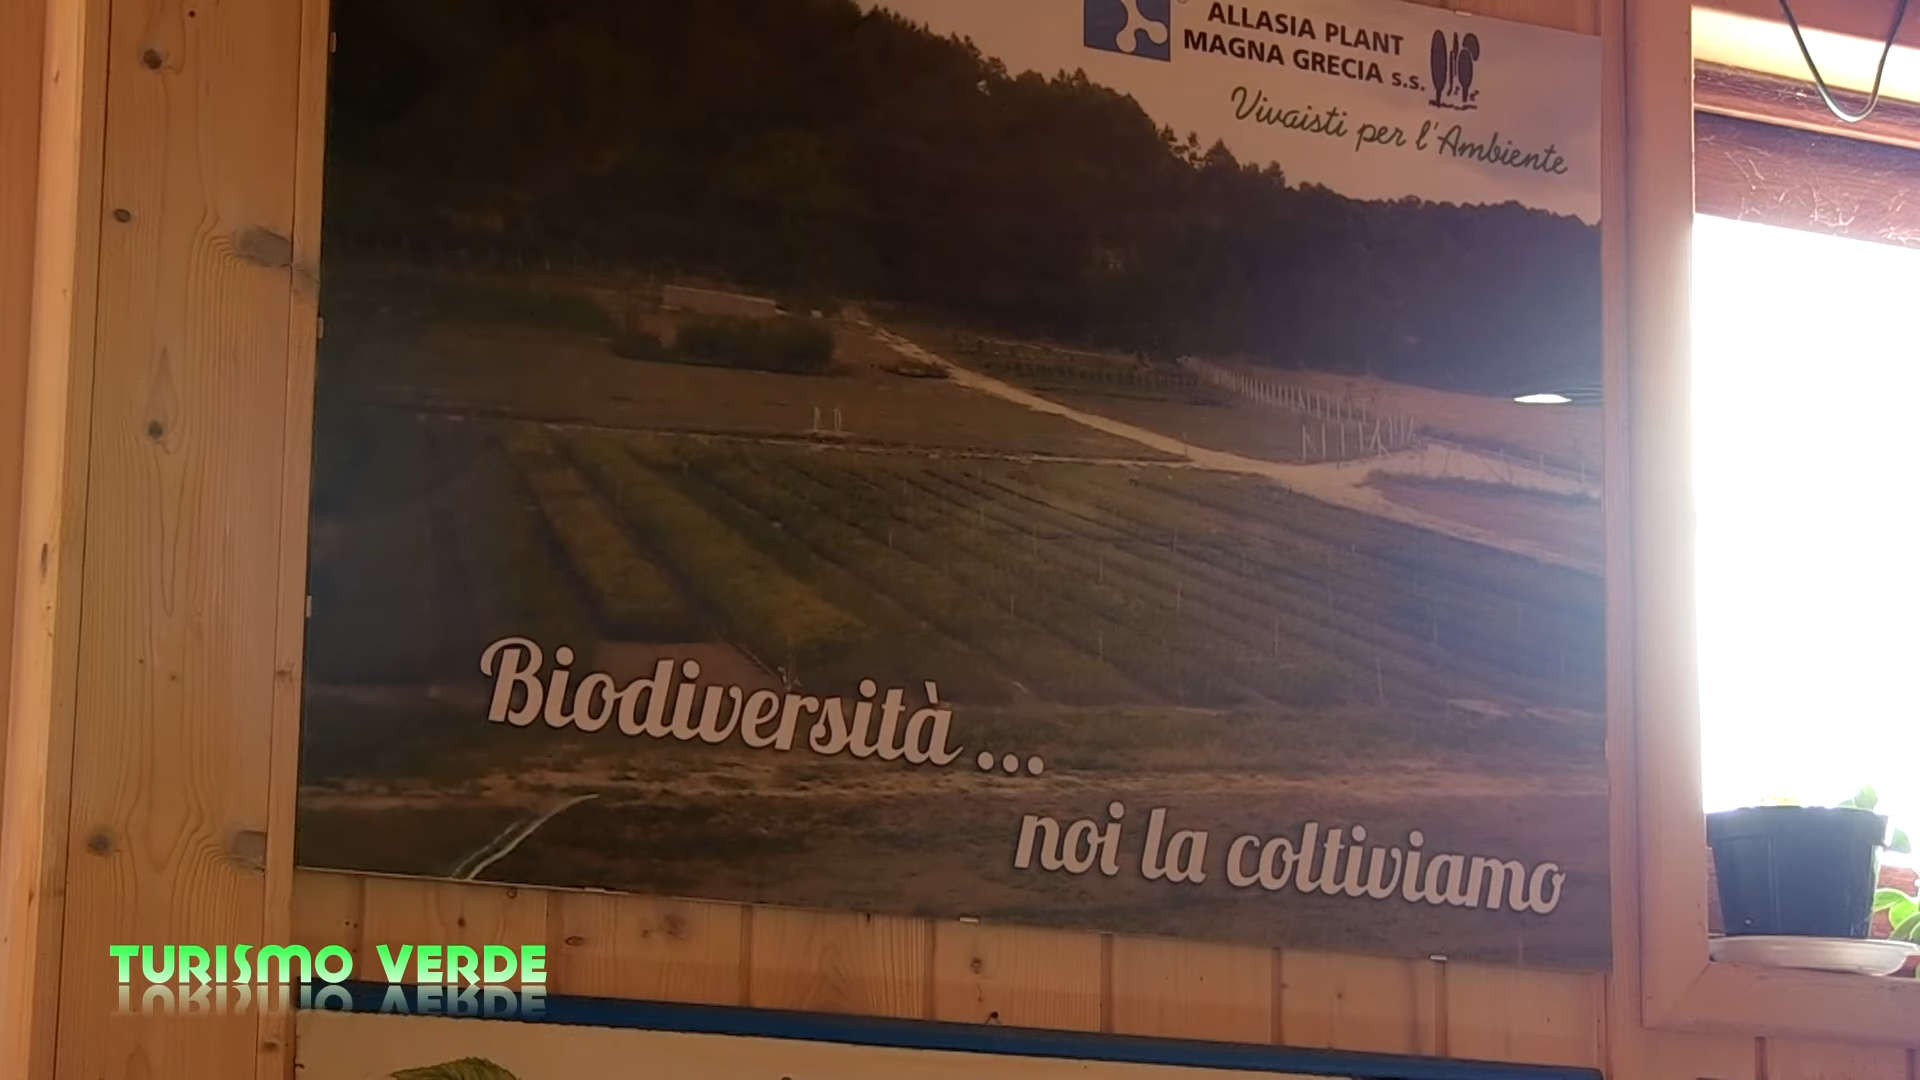 ALLASIA PLANT
MAGNA GRECIA s.s.
Vivaisti per l'Ambiente
Biodiversità ...
noi la coltiviamo
TURISMO VERDE